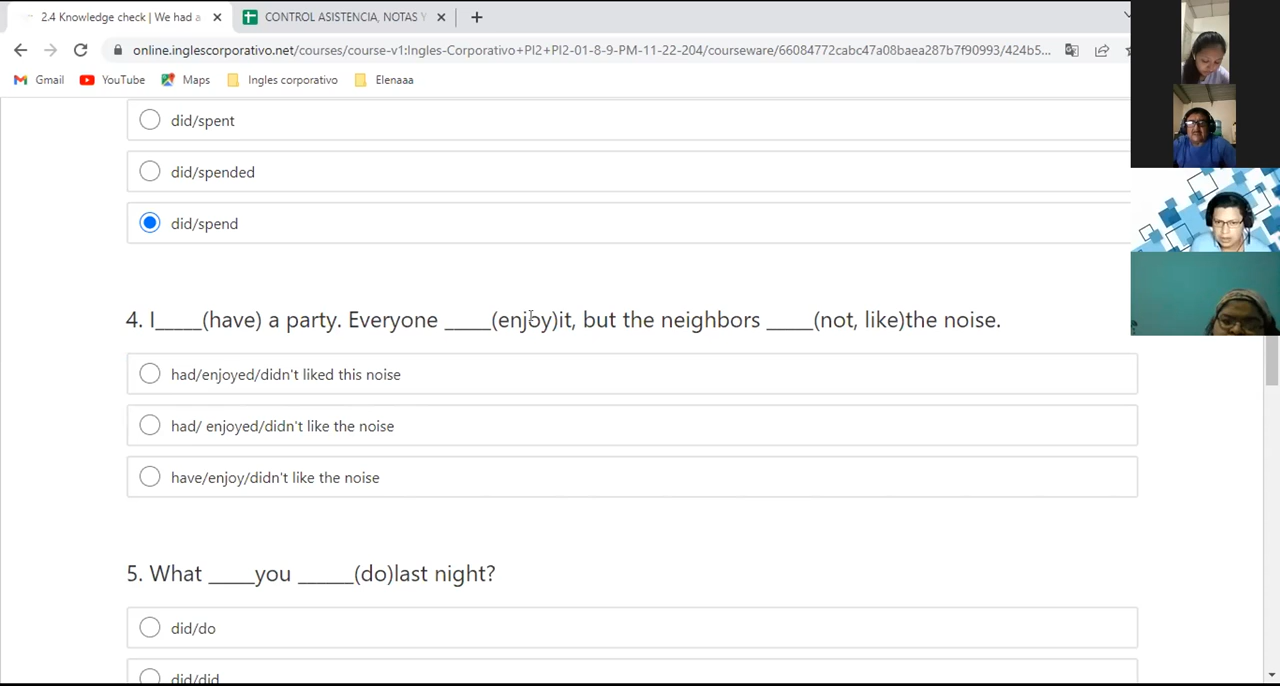 2.4 Knowledge check | We had a
CONTROL ASISTENCIA, NOTAS Y
online.inglescorporativo.net/courses/course-v1:Ingles-Corporativo+PI2+PI2-01-8-9-PM-11-22-204/courseware/66084772cabc47a08baea287b7f90993/424b5...
Gmail YouTube Maps Ingles corporativo Elenaaa
did/spent
did/spended
did/spend
4. I_____(have) a party. Everyone _____(enjoy)it, but the neighbors _____(not, like)the noise.
had/enjoyed/didn't liked this noise
had/ enjoyed/didn't like the noise
have/enjoy/didn't like the noise
5. What _____you ______(do)last night?
did/do
did/did